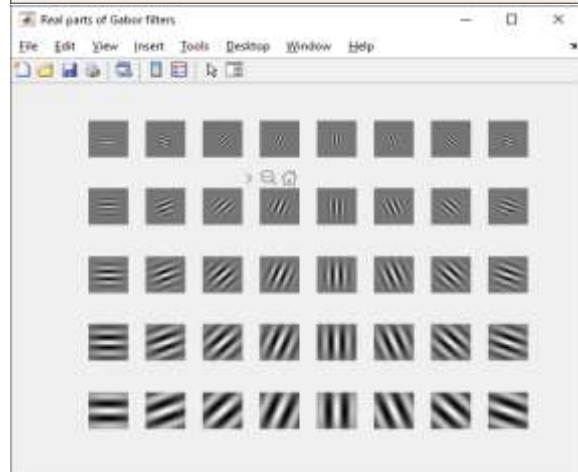 Real parts of Gabor filters
File Edit View Insert Tools Desktop Window Help